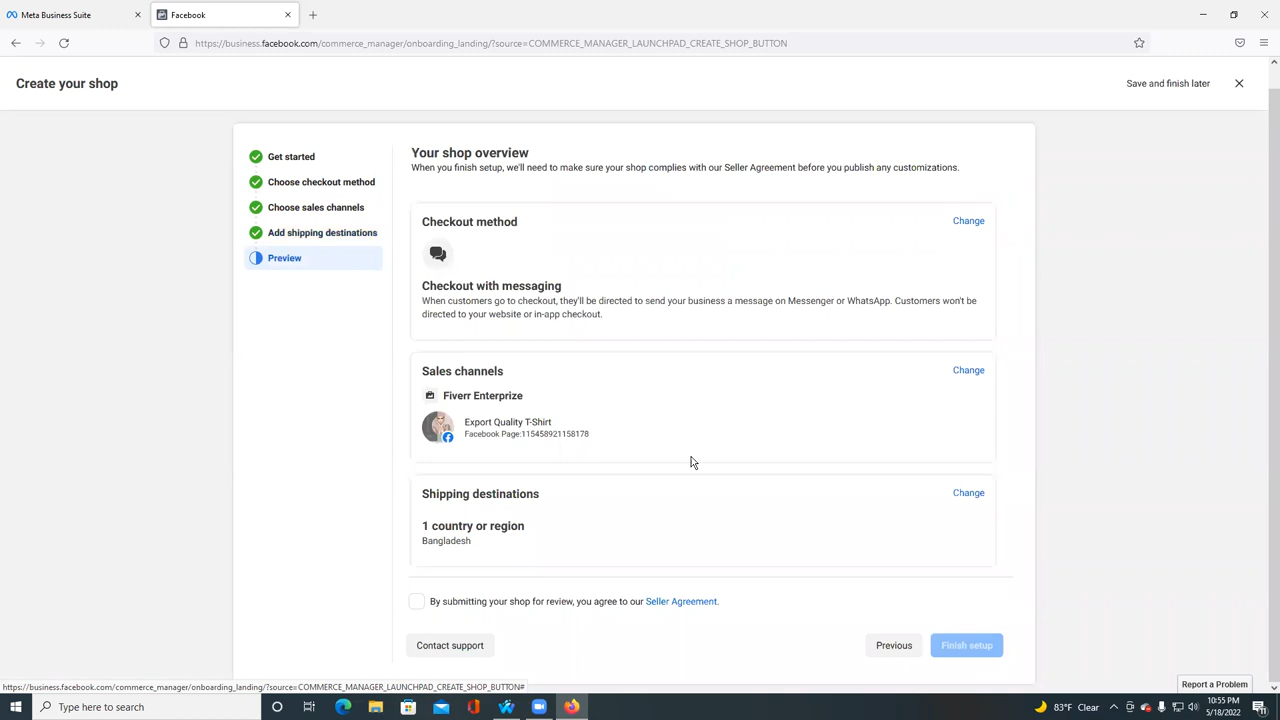 Meta Business Suite
Facebook
https://business.facebook.com/commerce_manager/onboarding_landing/?source=COMMERCE_MANAGER_LAUNCHPAD_CREATE_SHOP_BUTTON
Create your shop
Save and finish later
Get started
Choose checkout method
Choose sales channels
Add shipping destinations
Preview
Your shop overview
When you finish setup, we'll need to make sure your shop complies with our Seller Agreement before you publish any customizations.
Checkout method
Change
Checkout with messaging
When customers go to checkout, they'll be directed to send your business a message on Messenger or WhatsApp. Customers won't be
directed to your website or in-app checkout.
Sales channels
Change
Fiverr Enterprize
Export Quality T-Shirt
Facebook Page:115458921158178
Shipping destinations
Change
1 country or region
Bangladesh
By submitting your shop for review, you agree to our Seller Agreement.
Contact support
Previous
Finish setup
Report a Problem
https://business.facebook.com/commerce_manager/onboarding_landing/?source=COMMERCE_MANAGER_LAUNCHPAD_CREATE_SHOP_BUTTON#
Type here to search
83°F Clear
10:55 PM
5/18/2022